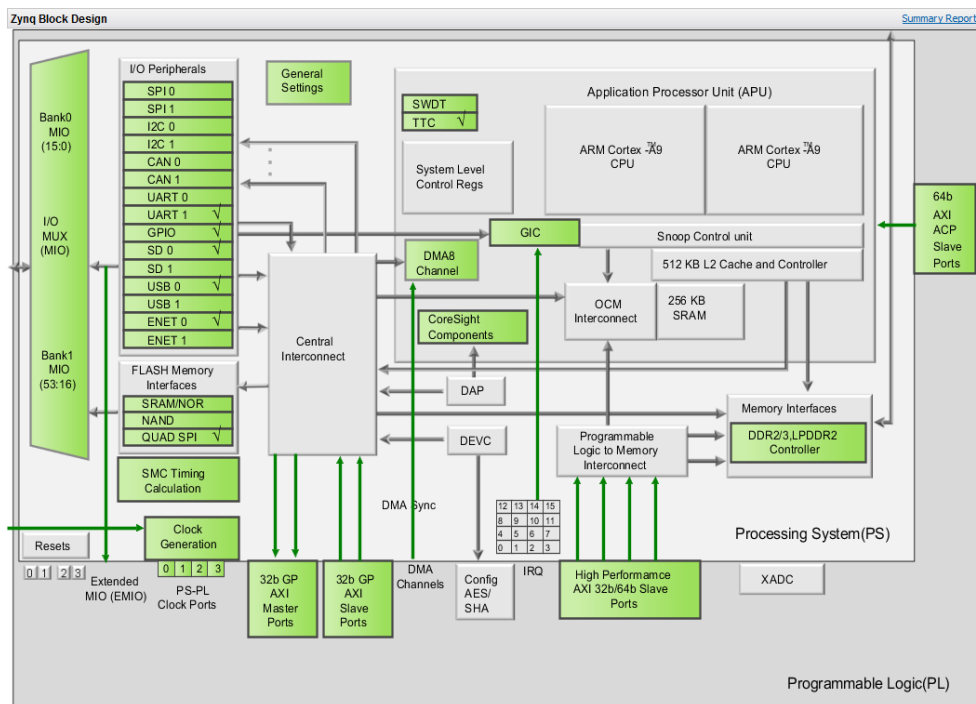 Zynq Block Design
Summary Report
I/O Peripherals
SPI 0
SPI 1
I2C 0
I2C 1
CAN 0
CAN 1
UART 0
UART 1 √
GPIO √
SD 0 √
SD 1
USB 0 √
USB 1
ENET 0 √
ENET 1
Bank0
MIO
(15:0)
I/O
MUX
(MIO)
Bank1
MIO
(53:16)
FLASH Memory
Interfaces
SRAM/NOR
NAND
QUAD SPI √
SMC Timing
Calculation
General
Settings
Application Processor Unit (APU)
SWDT
TTC √
System Level
Control Regs
ARM Cortex™-A9
CPU
ARM Cortex™-A9
CPU
GIC
Snoop Control unit
DMA8
Channel
512 KB L2 Cache and Controller
OCM
Interconnect
256 KB
SRAM
CoreSight
Components
Central
Interconnect
DAP
DEVC
Programmable
Logic to Memory
Interconnect
Memory Interfaces
DDR2/3,LPDDR2
Controller
64b
AXI
ACP
Slave
Ports
DMA Sync
12 13 14 15
8 9 10 11
4 5 6 7
0 1 2 3
Processing System(PS)
Resets
Clock
Generation
0 1 2 3
0 1 2 3
Extended
MIO (EMIO)
PS-PL
Clock Ports
32b GP
AXI
Master
Ports
32b GP
AXI
Slave
Ports
DMA
Channels
Config
AES/
SHA
IRQ
High Performamce
AXI 32b/64b Slave
Ports
XADC
Programmable Logic(PL)